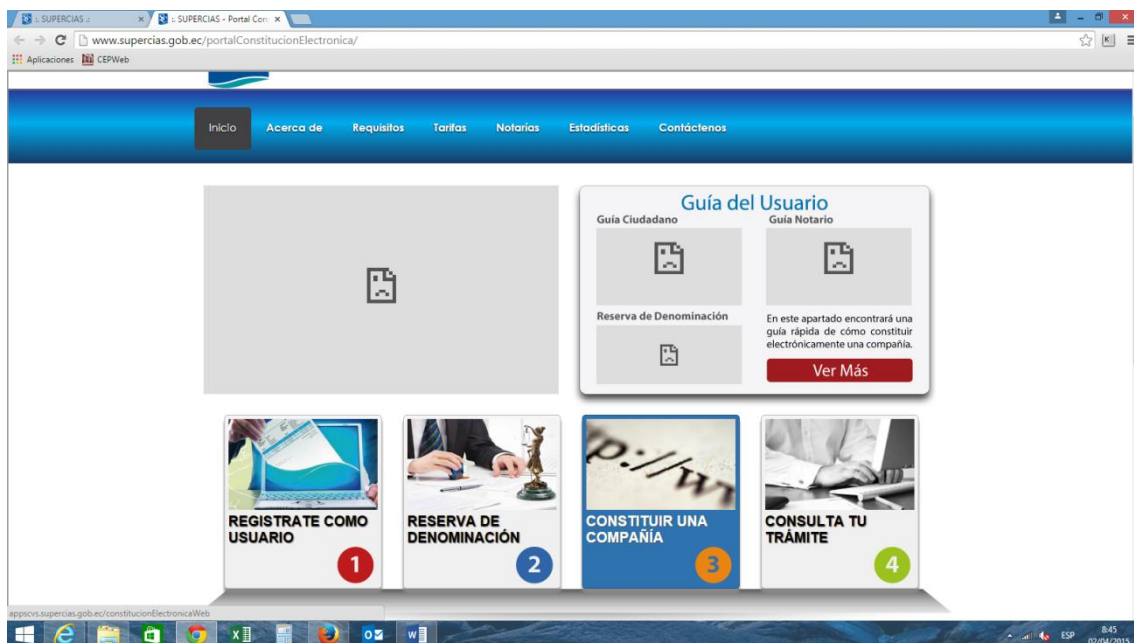 :. SUPERCIAS .:
:. SUPERCIAS - Portal Con
www.supercias.gob.ec/portalConstitucionElectronica/
Aplicaciones CEPWeb
Inicio Acerca de Requisitos Tarifas Notarías Estadísticas Contáctenos
Guía del Usuario
Guía Ciudadano
Guía Notario
Reserva de Denominación
En este apartado encontrará una
guía rápida de cómo constituir
electrónicamente una compañía.
Ver Más
p://w
REGISTRATE COMO
USUARIO
1
RESERVA DE
DENOMINACIÓN
2
CONSTITUIR UNA
COMPAÑÍA
3
CONSULTA TU
TRÁMITE
4
appscvs.supercias.gob.ec/constitucionElectronicaWeb
ESP
8:45
02/04/2015